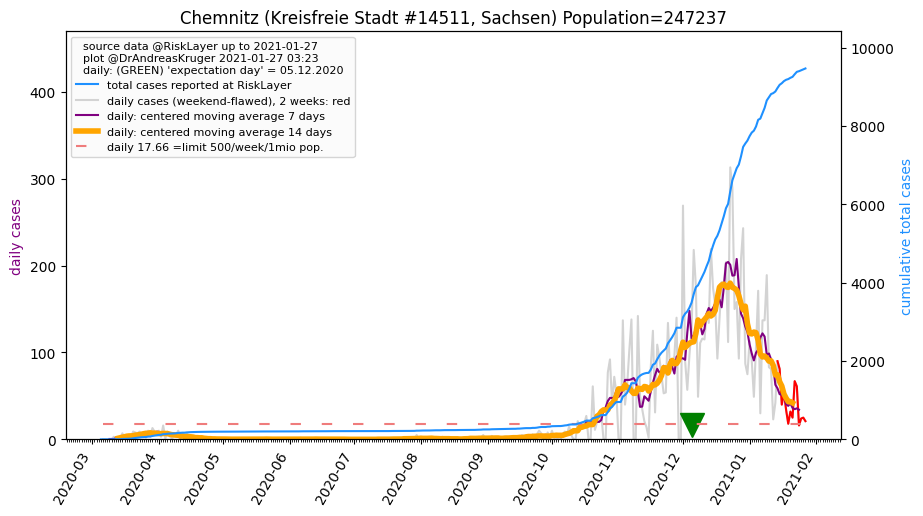 Chemnitz (Kreisfreie Stadt #14511, Sachsen) Population=247237
source data @RiskLayer up to 2021-01-27
plot @DrAndreasKruger 2021-01-27 03:23
daily: (GREEN) 'expectation day' = 05.12.2020
total cases reported at RiskLayer
daily cases (weekend-flawed), 2 weeks: red
daily: centered moving average 7 days
daily: centered moving average 14 days
daily 17.66 =limit 500/week/1mio pop.
daily cases
400
300
200
100
0
cumulative total cases
10000
8000
6000
4000
2000
0
2020-03
2020-04
2020-05
2020-06
2020-07
2020-08
2020-09
2020-10
2020-11
2020-12
2021-01
2021-02